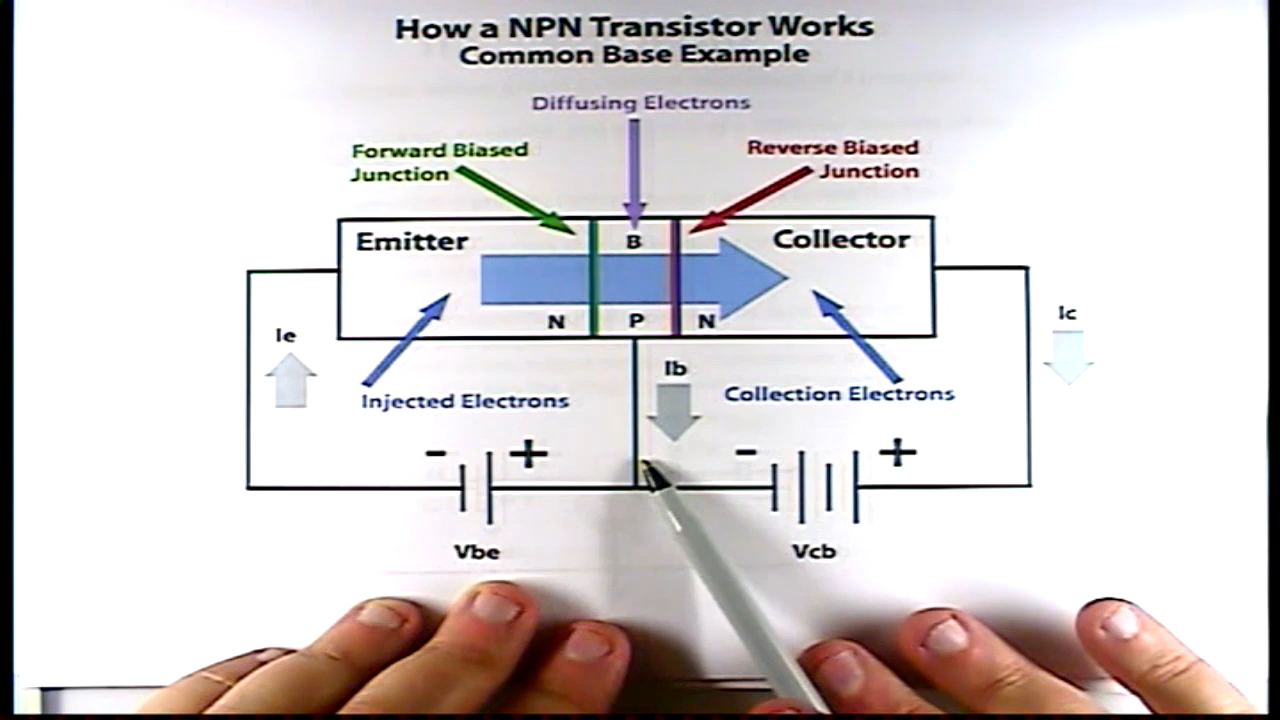 How a NPN Transistor Works
Common Base Example
Diffusing Electrons
Forward Biased
Junction
Reverse Biased
Junction
Emitter
B
Collector
N
P
N
Ie
Ib
Ic
Injected Electrons
Collection Electrons
- +
- +
Vbe
Vcb